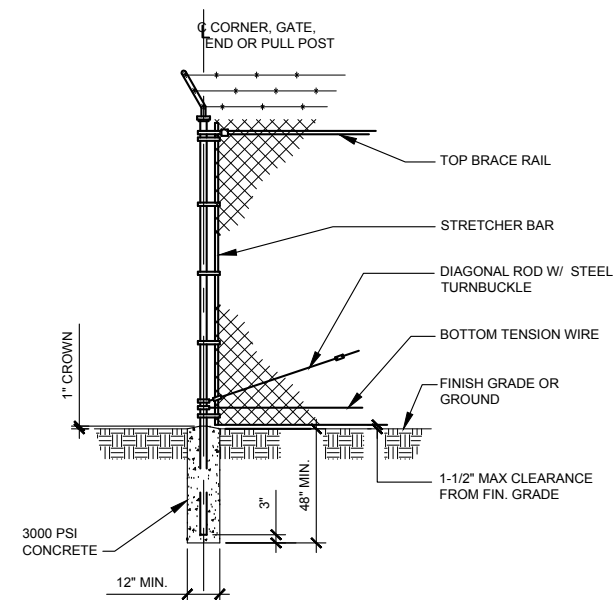 ℄ CORNER, GATE,
END OR PULL POST
TOP BRACE RAIL
STRETCHER BAR
DIAGONAL ROD W/ STEEL
TURNBUCKLE
BOTTOM TENSION WIRE
1" CROWN
FINISH GRADE OR
GROUND
1-1/2" MAX CLEARANCE
FROM FIN. GRADE
3"
48" MIN.
3000 PSI
CONCRETE
12" MIN.